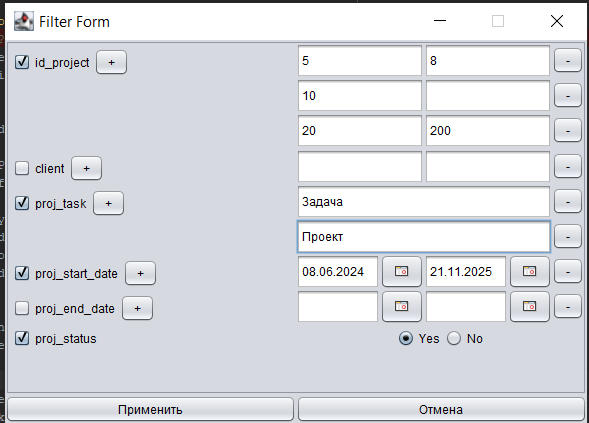 Filter Form
id_project + 5 8 -
10 -
20 200 -
client + -
proj_task + Задача -
Проект -
proj_start_date + 08.06.2024 21.11.2025 -
proj_end_date + -
proj_status Yes No
Применить Отмена